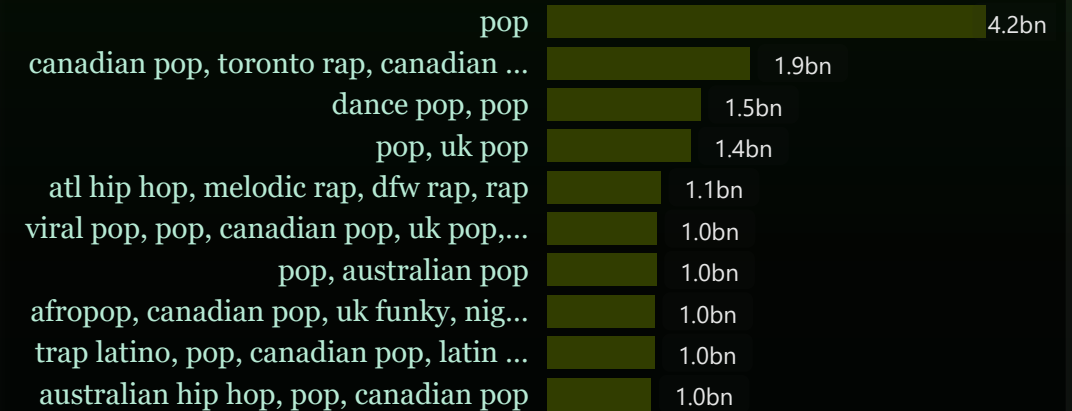 pop 4.2bn
canadian pop, toronto rap, canadian ... 1.9bn
dance pop, pop 1.5bn
pop, uk pop 1.4bn
atl hip hop, melodic rap, dfw rap, rap 1.1bn
viral pop, pop, canadian pop, uk pop,... 1.0bn
pop, australian pop 1.0bn
afropop, canadian pop, uk funky, nig... 1.0bn
trap latino, pop, canadian pop, latin ... 1.0bn
australian hip hop, pop, canadian pop 1.0bn